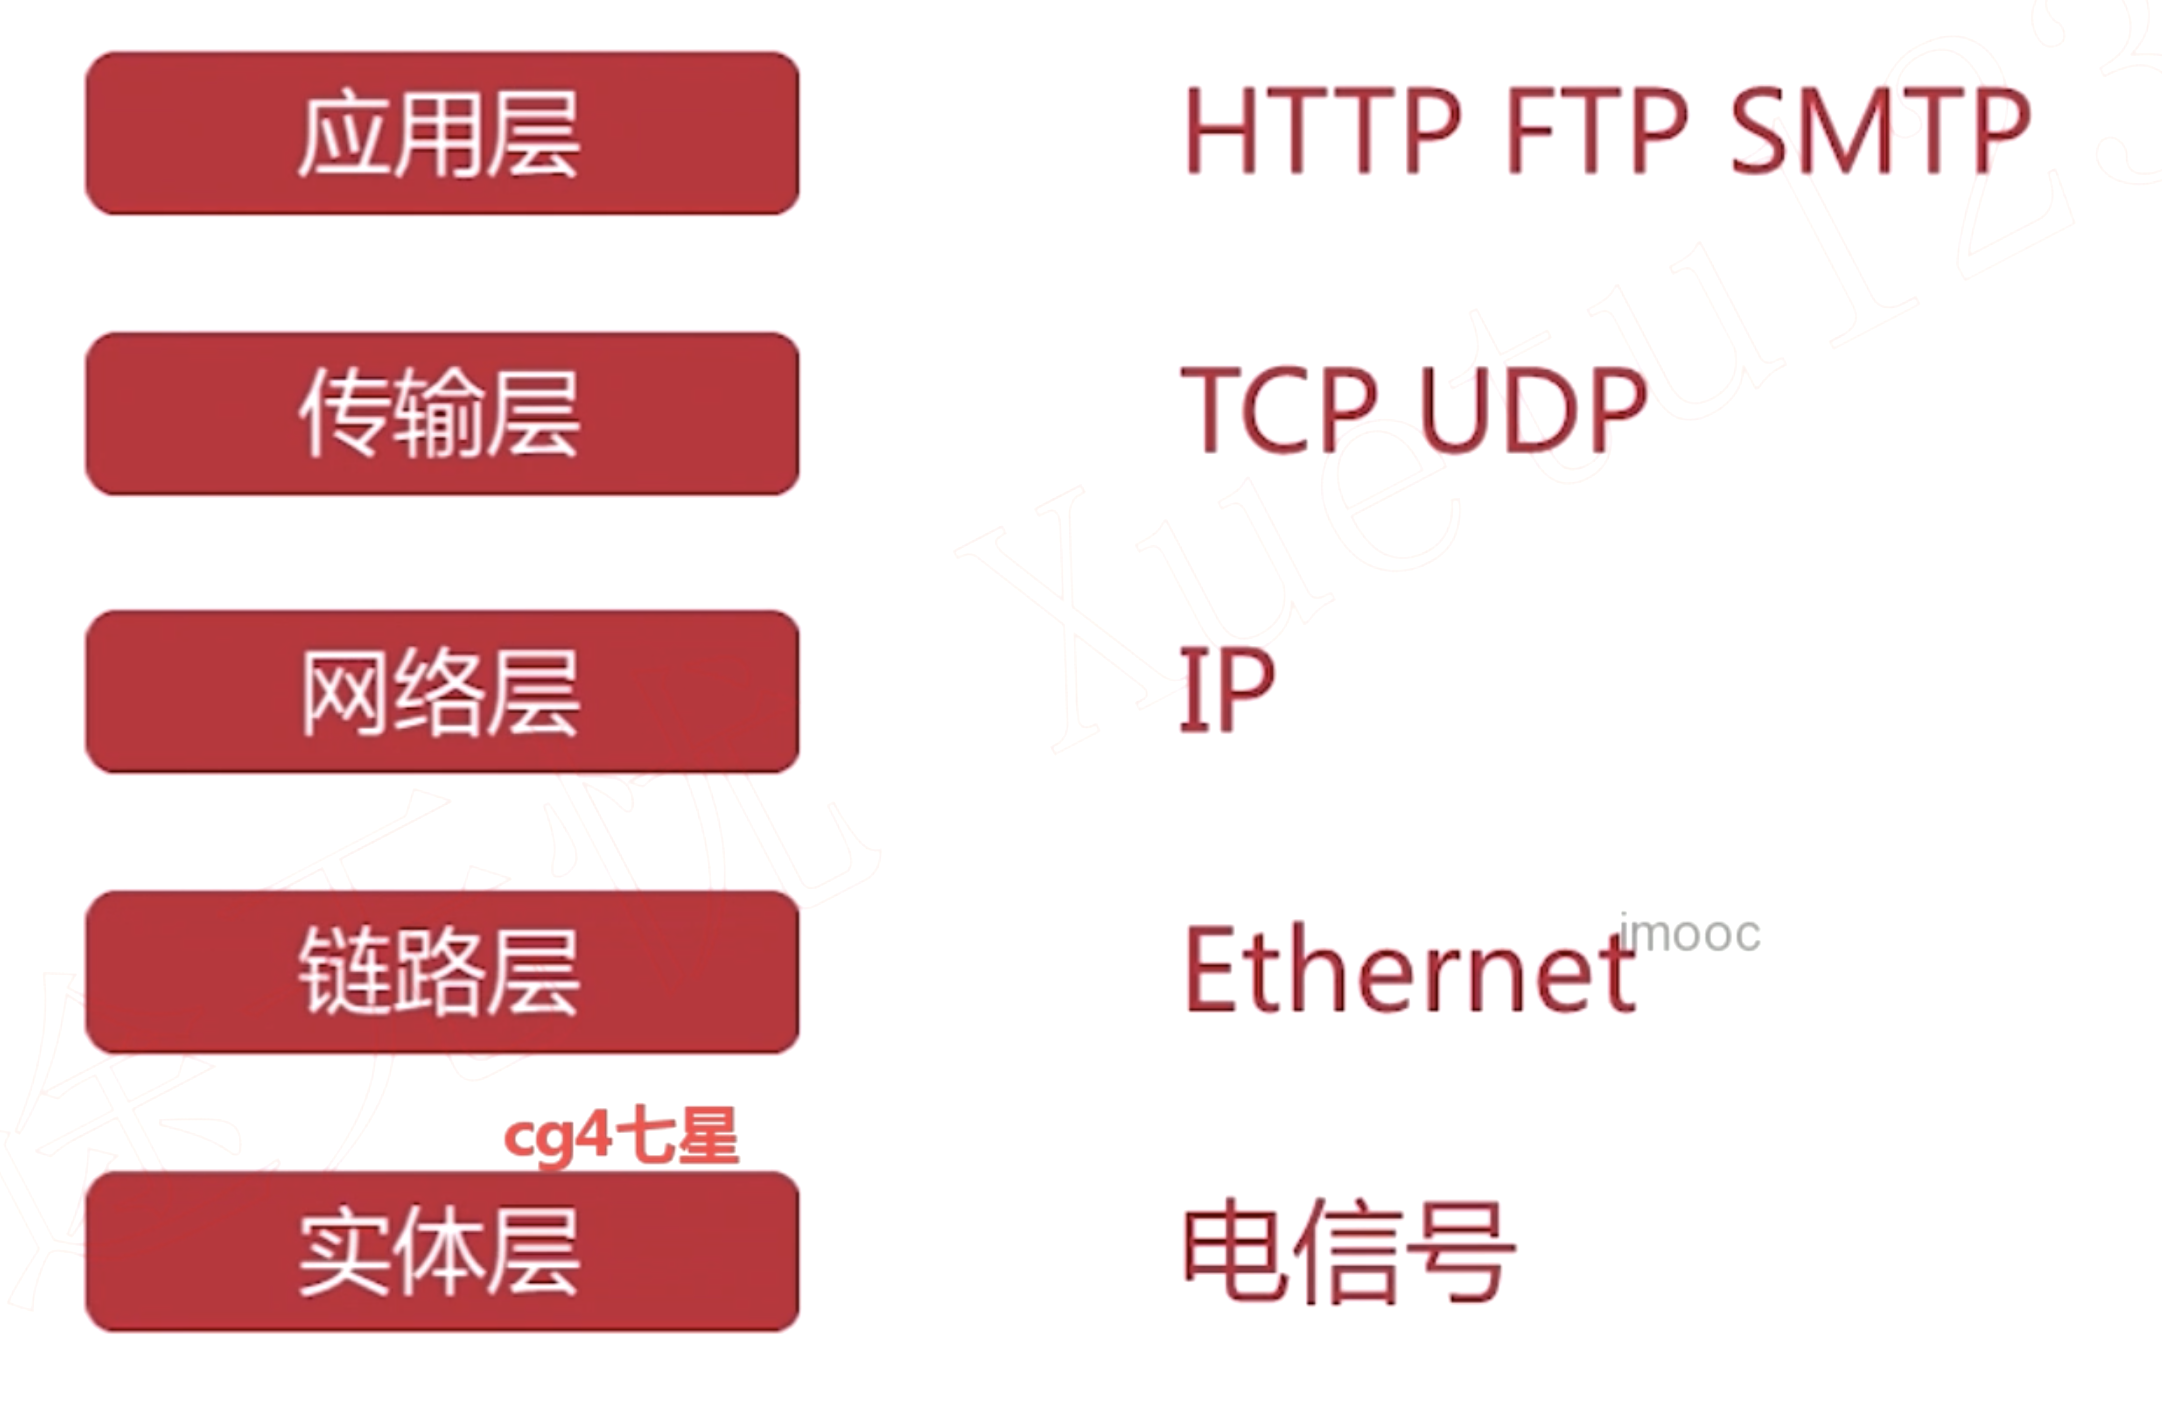 应用层 HTTP FTP SMTP
传输层 TCP UDP
网络层 IP
链路层 Ethernet
imooc
cg4七星
实体层 电信号
Xuetu123